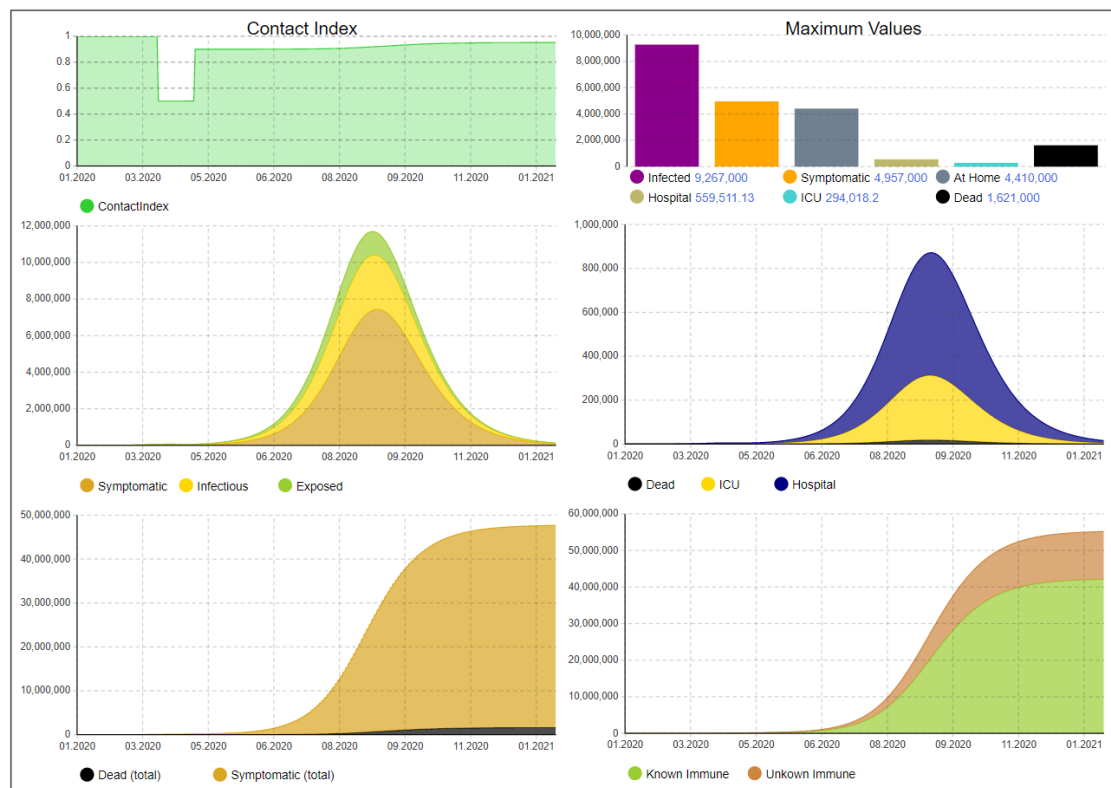 Contact Index
1
0.8
0.6
0.4
0.2
0
01.2020 03.2020 05.2020 06.2020 08.2020 09.2020 11.2020 01.2021
ContactIndex
Maximum Values
10,000,000
8,000,000
6,000,000
4,000,000
2,000,000
0
Infected 9,267,000 Symptomatic 4,957,000 At Home 4,410,000
Hospital 559,511.13 ICU 294,018.2 Dead 1,621,000
12,000,000
10,000,000
8,000,000
6,000,000
4,000,000
2,000,000
0
01.2020 03.2020 05.2020 06.2020 08.2020 09.2020 11.2020 01.2021
Symptomatic Infectious Exposed
1,000,000
800,000
600,000
400,000
200,000
0
01.2020 03.2020 05.2020 06.2020 08.2020 09.2020 11.2020 01.2021
Dead ICU Hospital
50,000,000
40,000,000
30,000,000
20,000,000
10,000,000
0
01.2020 03.2020 05.2020 06.2020 08.2020 09.2020 11.2020 01.2021
Dead (total) Symptomatic (total)
60,000,000
50,000,000
40,000,000
30,000,000
20,000,000
10,000,000
0
01.2020 03.2020 05.2020 06.2020 08.2020 09.2020 11.2020 01.2021
Known Immune Unkown Immune